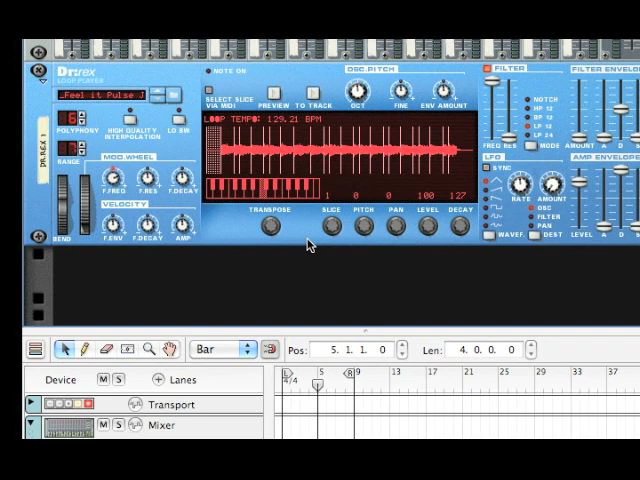 Dr:rex
LOOP PLAYER
_Feel it Pulse J
6
POLYPHONY
HIGH QUALITY
INTERPOLATION
LO BW
RANGE
DR.REX 1
MOD.WHEEL
F.FREQ
F.RES
F.DECAY
VELOCITY
BEND
F.ENV
F.DECAY
AMP
NOTE ON
SELECT SLICE
VIA MIDI
PREVIEW
TO TRACK
OSC.PITCH
OCT
FINE
ENV AMOUNT
LOOP TEMPO: 129.21 BPM
1
0
0
100
127
TRANSPOSE
SLICE
PITCH
PAN
LEVEL
DECAY
FILTER
FREQ
RES
NOTCH
HP 12
BP 12
LP 12
LP 24
MODE
FILTER ENVELOPE
AMOUNT
A
D
LFO
SYNC
RATE
AMOUNT
OSC
FILTER
PAN
WAVEF.
DEST
AMP ENVELOPE
LEVEL
A
D
Bar
Pos:
5. 1. 1. 0
Len:
4. 0. 0. 0
Device
M
S
Lanes
L
4/4
5
R
9
13
17
21
25
29
33
37
Transport
M
S
Mixer